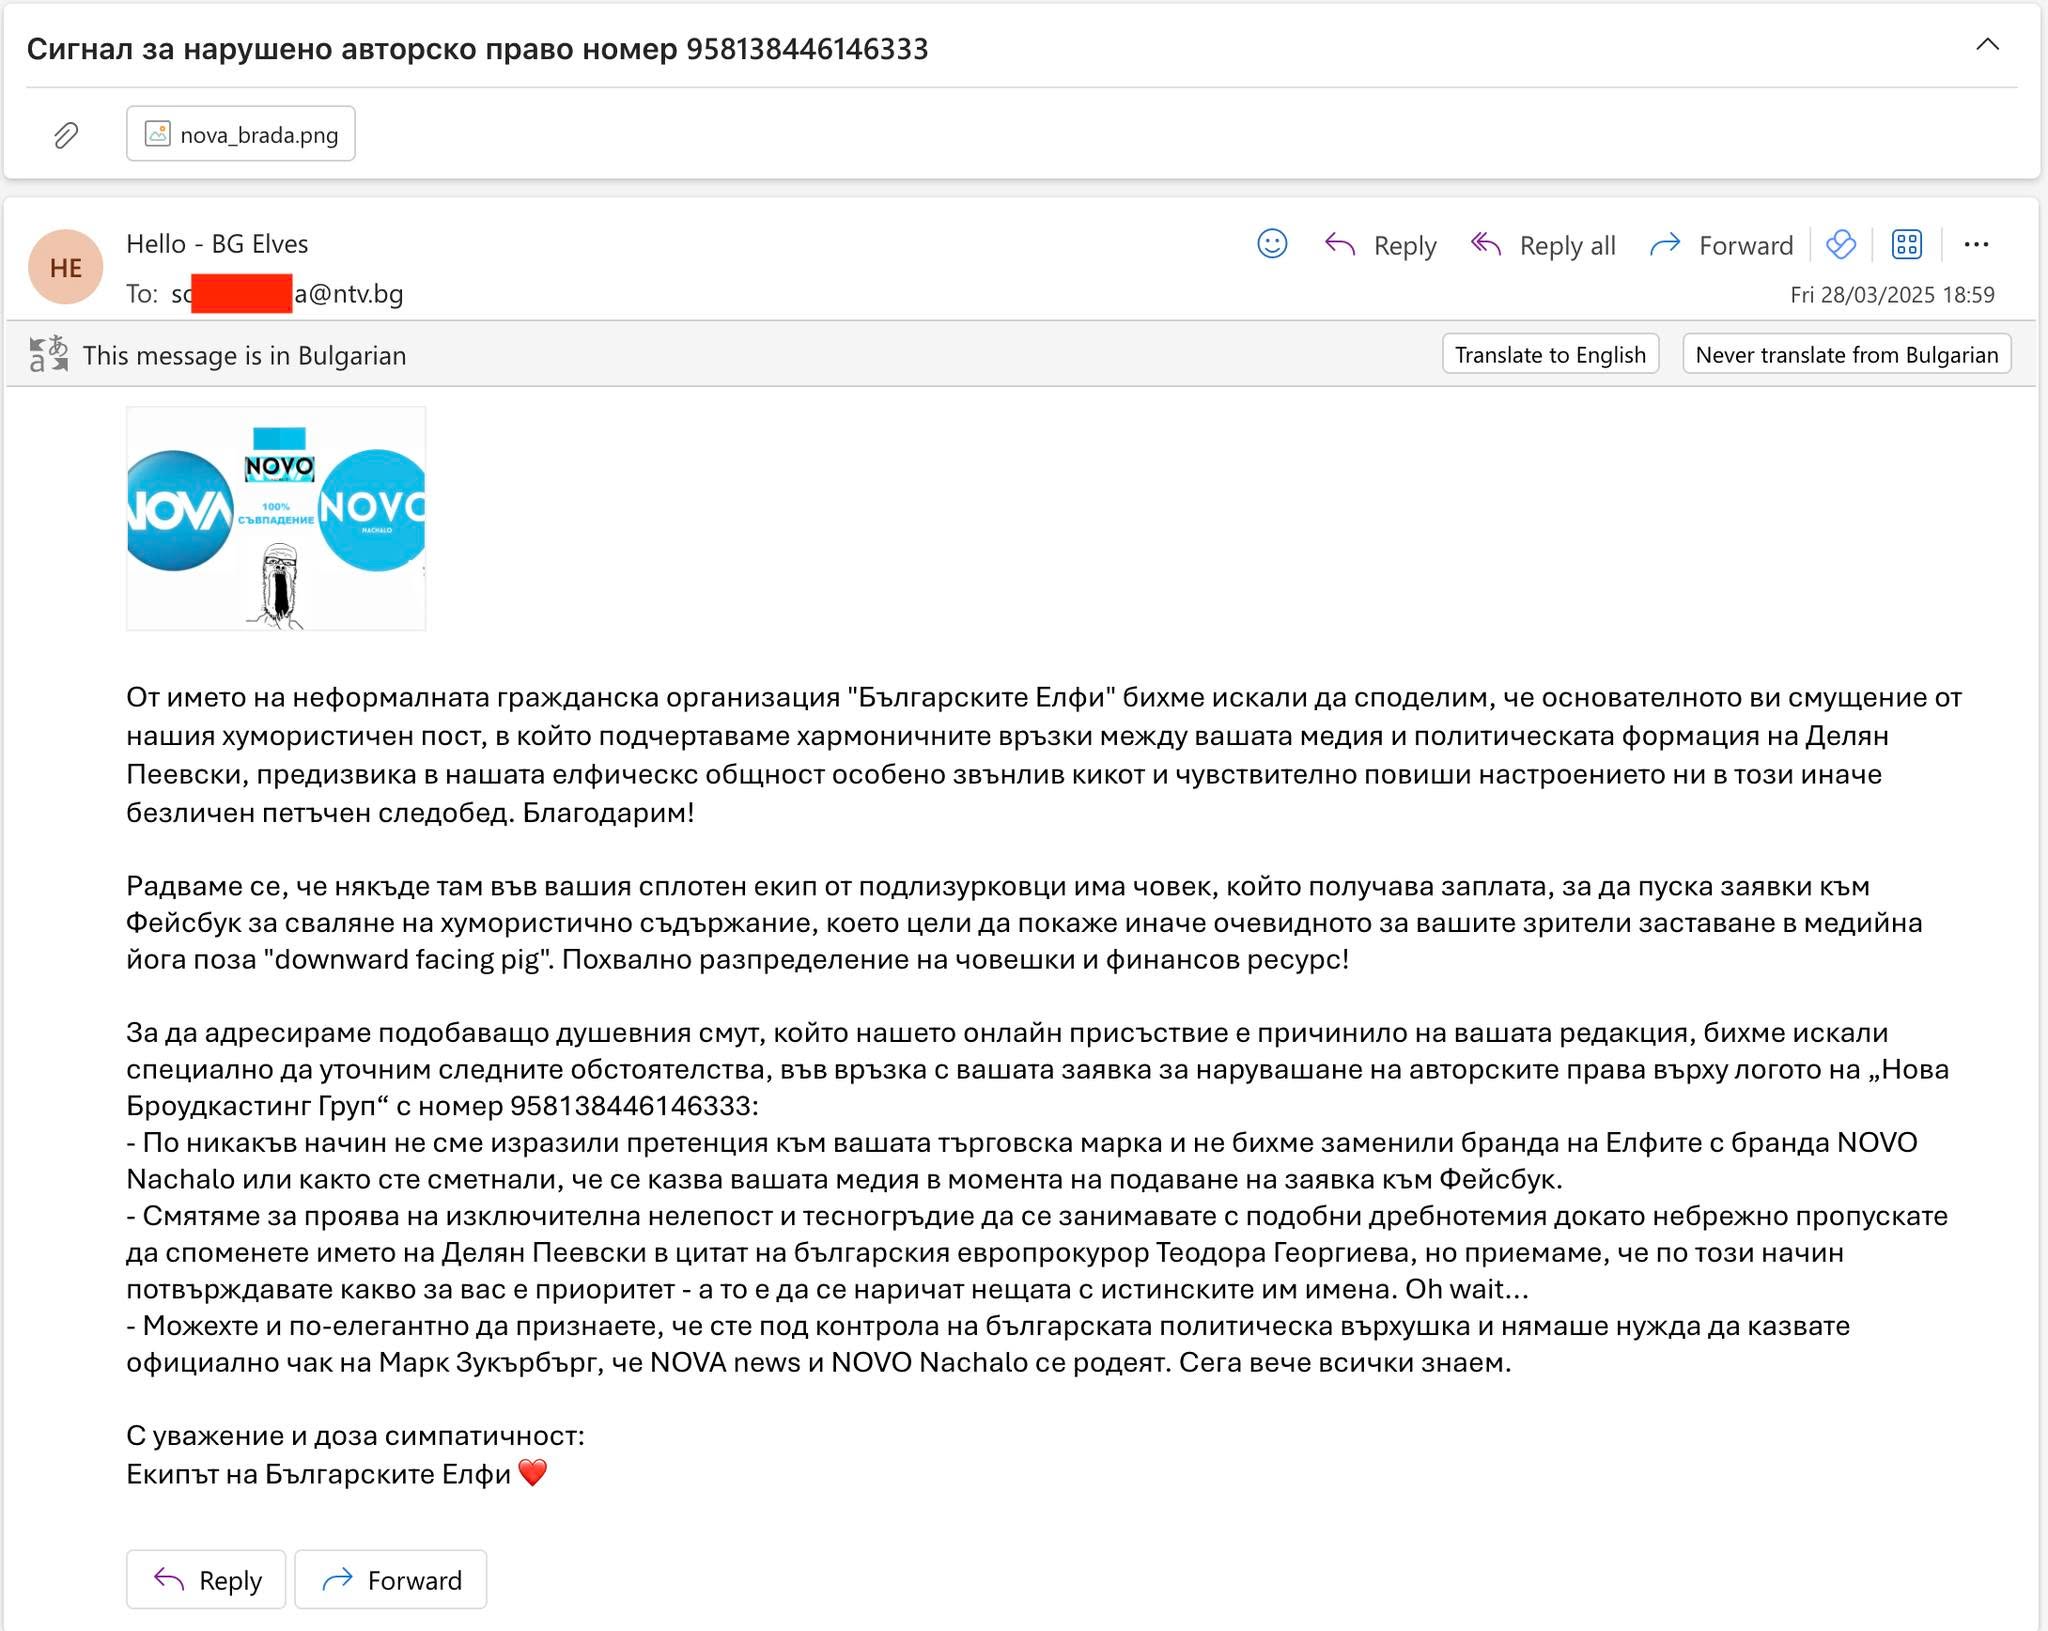 Сигнал за нарушено авторско право номер 958138446146333
nova_brada.png
HE
Hello - BG Elves
Reply
Reply all
Forward
To: sc
a@ntv.bg
Fri 28/03/2025 18:59
This message is in Bulgarian
Translate to English
Never translate from Bulgarian
NOVO
NOVA
100%
СЪВПАДЕНИЕ
NOVO
NACHALO
От името на неформалната гражданска организация "Българските Елфи" бихме искали да споделим, че основателното ви смущение от
нашия хумористичен пост, в който подчертаваме хармоничните връзки между вашата медия и политическата формация на Делян
Пеевски, предизвика в нашата елфическс общност особено звънлив кикот и чувствително повиши настроението ни в този иначе
безличен петъчен следобед. Благодарим!
Радваме се, че някъде там във вашия сплотен екип от подлизурковци има човек, който получава заплата, за да пуска заявки към
Фейсбук за сваляне на хумористично съдържание, което цели да покаже иначе очевидното за вашите зрители заставане в медийна
йога поза "downward facing pig". Похвално разпределение на човешки и финансов ресурс!
За да адресираме подобаващо душевния смут, който нашето онлайн присъствие е причинило на вашата редакция, бихме искали
специално да уточним следните обстоятелства, във връзка с вашата заявка за нарувашане на авторските права върху логото на „Нова
Броудкастинг Груп“ с номер 958138446146333:
- По никакъв начин не сме изразили претенция към вашата търговска марка и не бихме заменили бранда на Елфите с бранда NOVO
Nachalo или както сте сметнали, че се казва вашата медия в момента на подаване на заявка към Фейсбук.
- Смятаме за проява на изключителна нелепост и тесногръдие да се занимавате с подобни дребнотемия докато небрежно пропускате
да споменете името на Делян Пеевски в цитат на българския европрокурор Теодора Георгиева, но приемаме, че по този начин
потвърждавате какво за вас е приоритет - а то е да се наричат нещата с истинските им имена. Oh wait...
- Можехте и по-елегантно да признаете, че сте под контрола на българската политическа върхушка и нямаше нужда да казвате
официално чак на Марк Зукърбърг, че NOVA news и NOVO Nachalo се родеят. Сега вече всички знаем.
С уважение и доза симпатичност:
Екипът на Българските Елфи ❤️
Reply
Forward